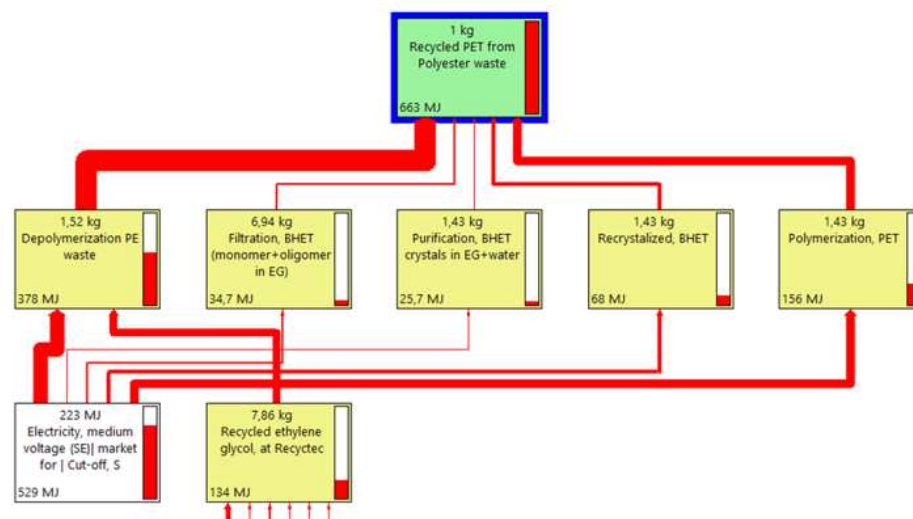 1 kg
Recycled PET from
Polyester waste
663 MJ
1,52 kg
Depolymerization PE
waste
378 MJ
6,94 kg
Filtration, BHET
(monomer+oligomer
in EG)
34,7 MJ
1,43 kg
Purification, BHET
crystals in EG+water
25,7 MJ
1,43 kg
Recrystalized, BHET
68 MJ
1,43 kg
Polymerization, PET
156 MJ
223 MJ
Electricity, medium
voltage (SE)| market
for | Cut-off, S
529 MJ
7,86 kg
Recycled ethylene
glycol, at Recyctec
134 MJ